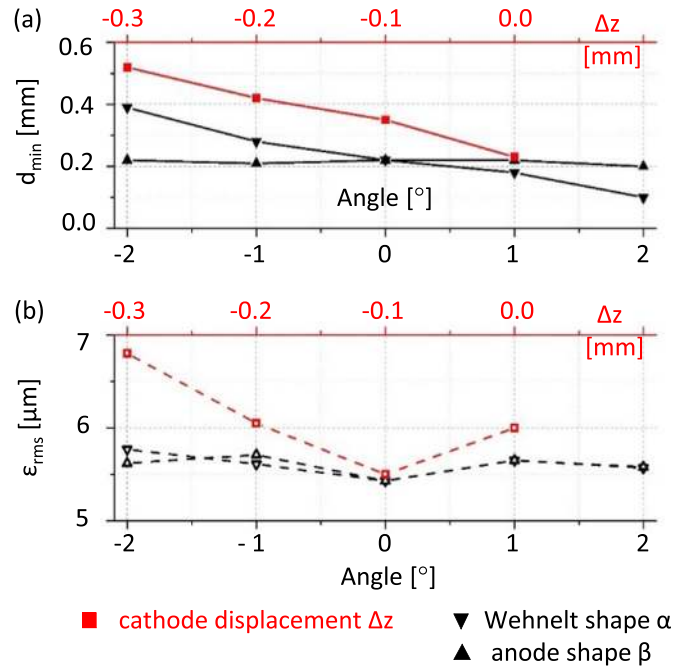 (a)
-0.3 -0.2 -0.1 0.0 Δz
[mm]
0.6
0.4
0.2
0.0
d_min [mm]
Angle [°]
-2 -1 0 1 2
(b)
-0.3 -0.2 -0.1 0.0 Δz
[mm]
7
6
5
ε_rms [μm]
-2 - 1 0 1 2
Angle [°]
cathode displacement Δz
Wehnelt shape α
anode shape β